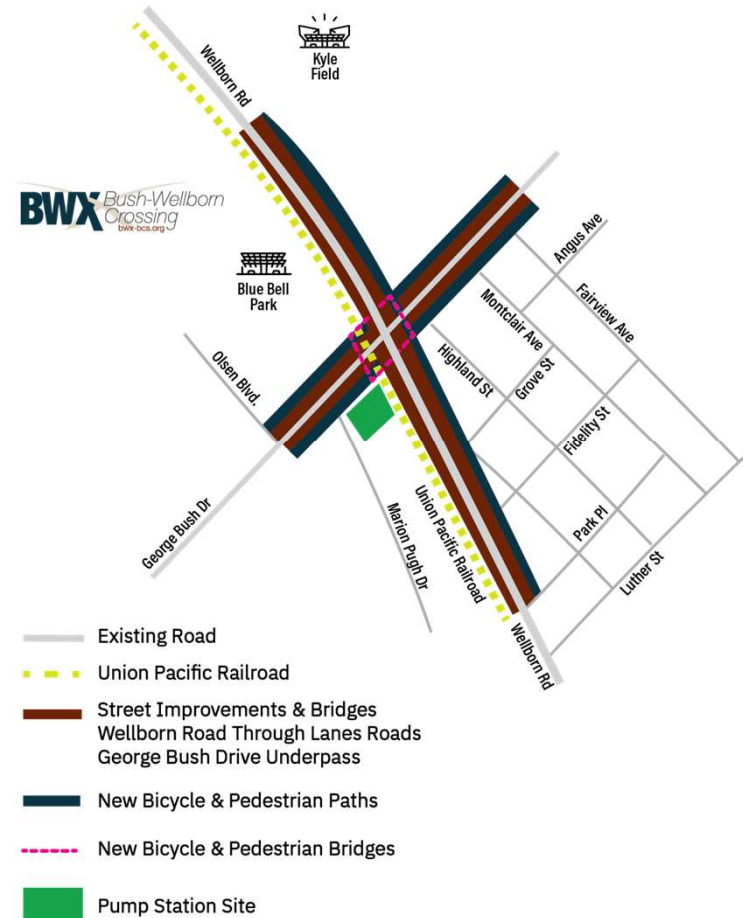 Kyle
Field
Wellborn Rd
BWX Bush-Wellborn
Crossing
bwx-bcs.org
Blue Bell
Park
Angus Ave
Fairview Ave
Montclair Ave
Highland St
Grove St
Fidelity St
Olsen Blvd.
George Bush Dr
Marion Pugh Dr
Union Pacific Railroad
Park Pl
Luther St
Wellborn Rd
Existing Road
Union Pacific Railroad
Street Improvements & Bridges
Wellborn Road Through Lanes Roads
George Bush Drive Underpass
New Bicycle & Pedestrian Paths
New Bicycle & Pedestrian Bridges
Pump Station Site